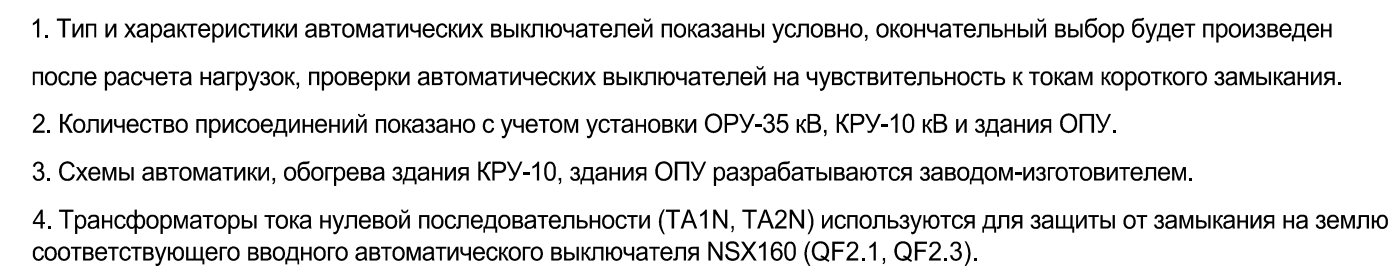 1. Тип и характеристики автоматических выключателей показаны условно, окончательный выбор будет произведен
после расчета нагрузок, проверки автоматических выключателей на чувствительность к токам короткого замыкания.
2. Количество присоединений показано с учетом установки ОРУ-35 кВ, КРУ-10 кВ и здания ОПУ.
3. Схемы автоматики, обогрева здания КРУ-10, здания ОПУ разрабатываются заводом-изготовителем.
4. Трансформаторы тока нулевой последовательности (TA1N, TA2N) используются для защиты от замыкания на землю
соответствующего вводного автоматического выключателя NSX160 (QF2.1, QF2.3).